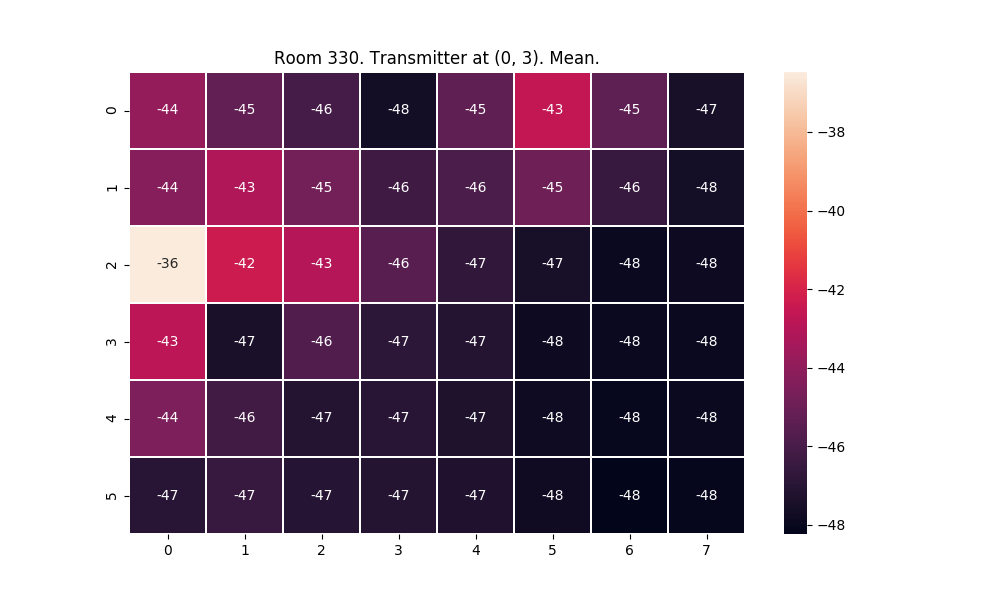 Room 330. Transmitter at (0, 3). Mean.
0 -44 -45 -46 -48 -45 -43 -45 -47
1 -44 -43 -45 -46 -46 -45 -46 -48
2 -36 -42 -43 -46 -47 -47 -48 -48
3 -43 -47 -46 -47 -47 -48 -48 -48
4 -44 -46 -47 -47 -47 -48 -48 -48
5 -47 -47 -47 -47 -47 -48 -48 -48
0 1 2 3 4 5 6 7
−38
−40
−42
−44
−46
−48